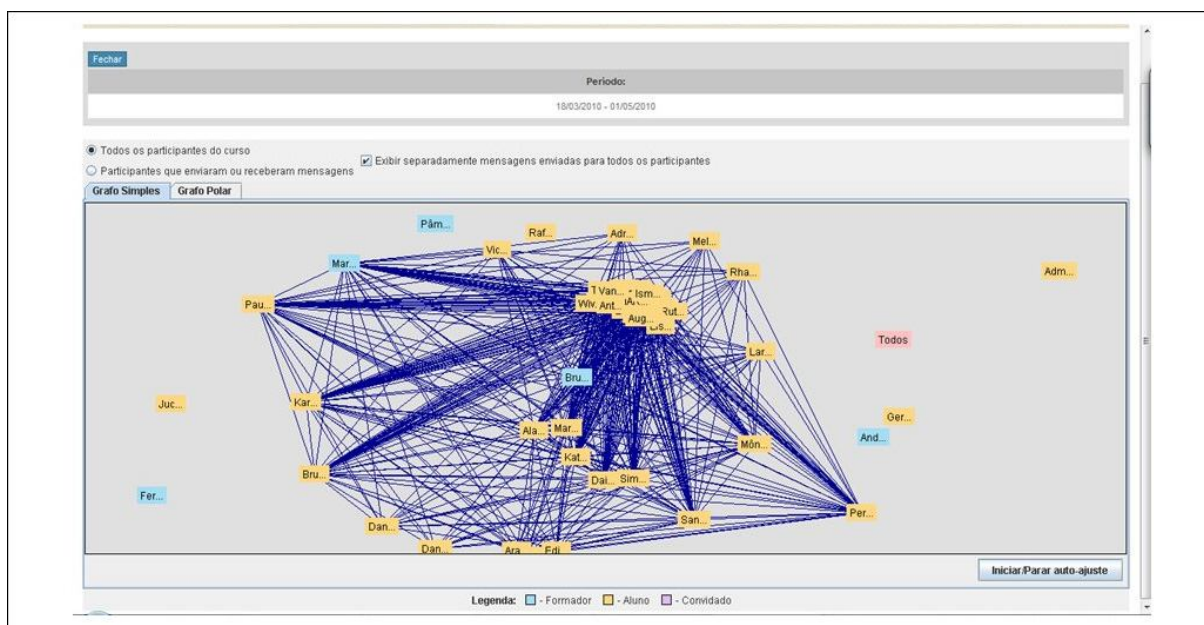 Fechar
Período:
18/03/2010 - 01/05/2010
Todos os participantes do curso
Exibir separadamente mensagens enviadas para todos os participantes
Participantes que enviaram ou receberam mensagens
Grafo Simples Grafo Polar
Pâm...
Raf...
Adr...
Vic...
Mel...
Mar...
Rha...
Adm...
Van... Ism...
Pau...
Ant...
Rut...
Aug...
Todos
Lar...
Bru...
Juc...
Kar...
Ger...
Ala... Mar...
And...
Môn...
Kat...
Bru...
Dai... Sim...
Fer...
Per...
San...
Dan...
Dan...
Ara... Edi...
Iniciar/Parar auto-ajuste
Legenda: - Formador - Aluno - Convidado